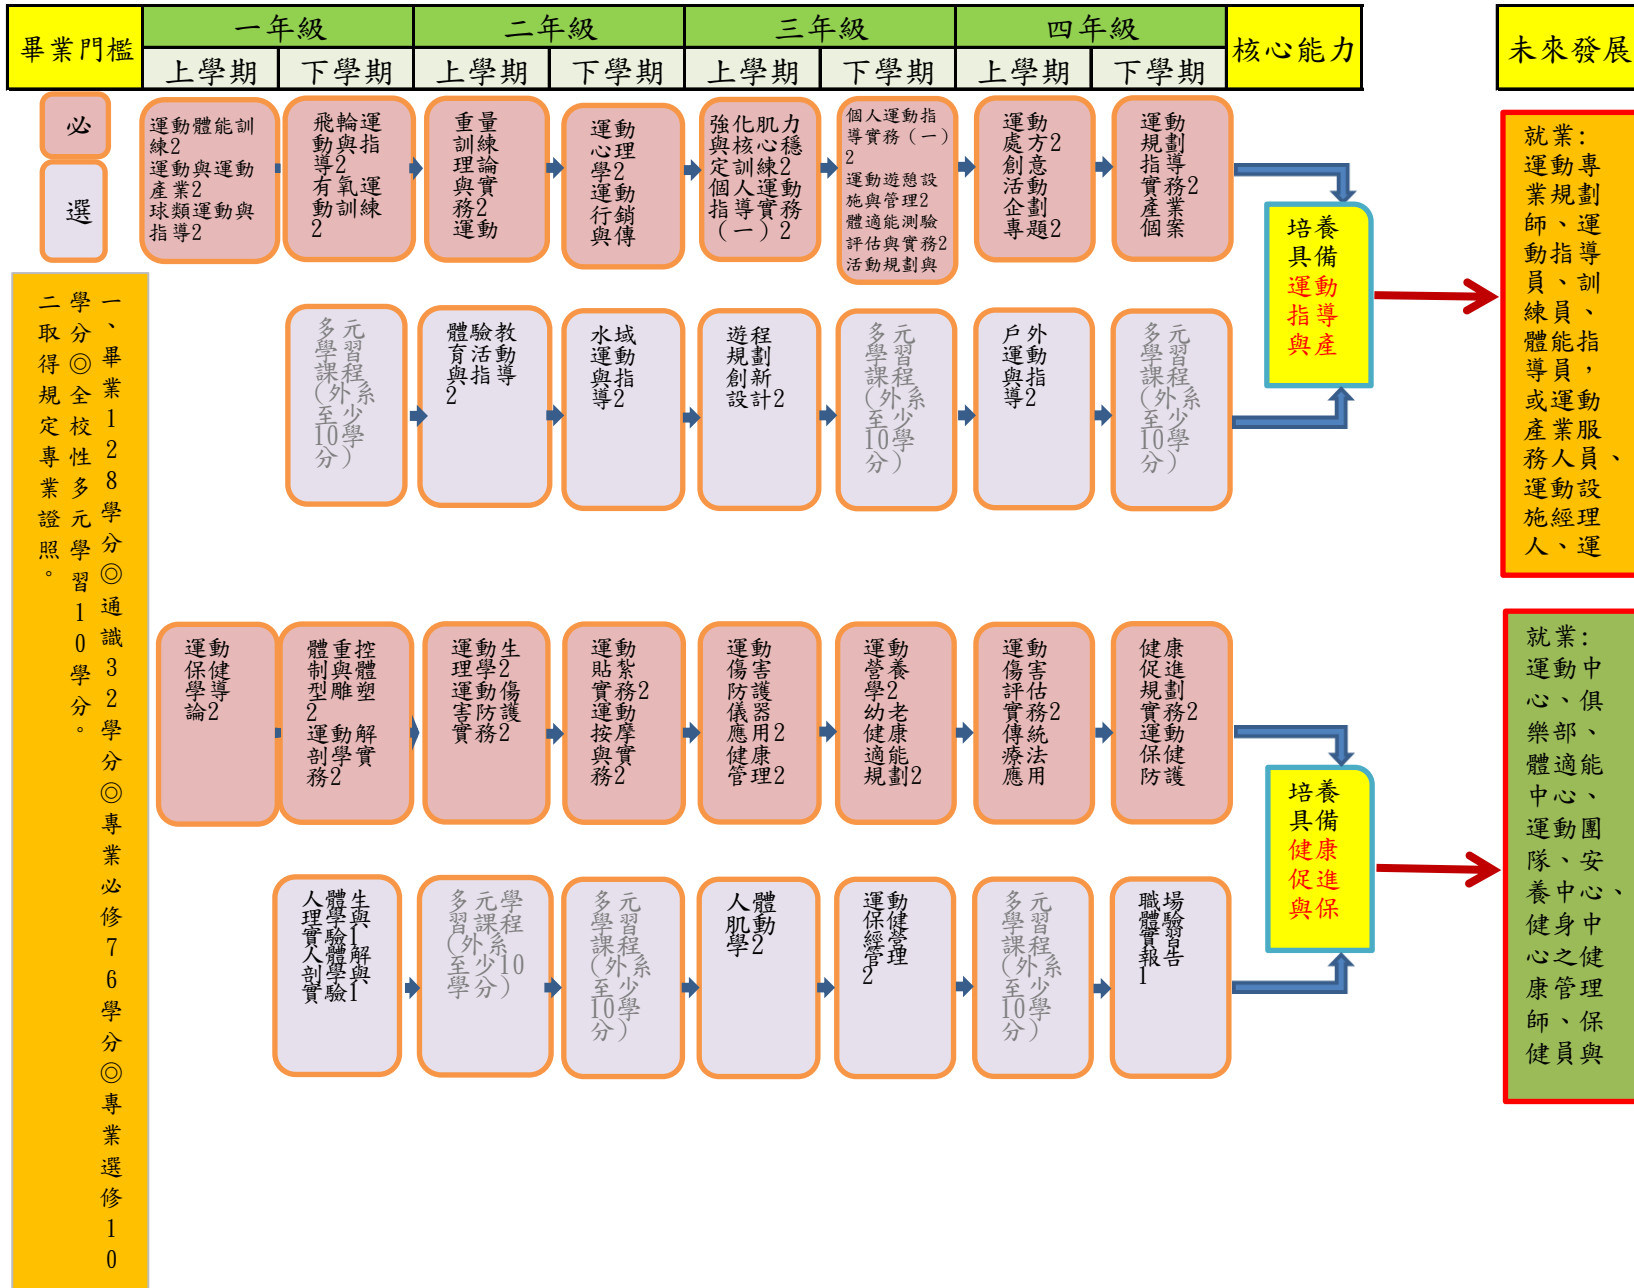 畢業門檻
一年級
二年級
三年級
四年級
核心能力
未來發展
上學期
下學期
上學期
下學期
上學期
下學期
上學期
下學期
必
選
一、畢業128學分◎通識32學分◎專業必修76學分◎專業選修10
學分◎全校性多元學習10學分。
二取得規定專業證照。
運動體能訓
練2
運動與運動
產業2
球類運動與
指導2
飛輪運
動與指
導2
有氧運
動訓練
2
重量
訓練
理論
與實
務2
運動
運動
心理
學2
運動
行銷
與傳
強化肌力
與核心穩
定訓練2
個人運動
指導實務
（一）2
個人運動指
導實務（一）
2
運動遊憩設
施與管理2
體適能測驗
評估與實務2
活動規劃與
運動
處方2
創意
活動
企劃
專題2
運動
規劃
指導
實務2
產業
個案
培養
具備
運動
指導
與產
就業：
運動專
業規劃
師、運
動指導
員、訓
練員、
體能指
導員，
或運動
產業服
務人員、
運動設
施經理
人、運
多元
學習
課程
（外系
至少
10學
分）
體驗教
育活動
與指導
2
水域
運動
與指
導2
遊程
規劃
創新
設計2
多元
學習
課程
（外系
至少
10學
分）
戶外
運動
與指
導2
多元
學習
課程
（外系
至少
10學
分）
運動
保健
學導
論2
體重控
制與體
型雕塑
2
運動解
剖學實
務2
運動生
理學2
運動傷
害防護
實務2
運動
貼紮
實務2
運動
按摩
與實
務2
運動
傷害
防護
儀器
應用2
健康
管理2
運動
營養
學2
幼老
健康
適能
規劃2
運動
傷害
評估
實務2
傳統
療法
應用
健康
促進
規劃
實務2
運動
保健
防護
培養
具備
健康
促進
與保
就業：
運動中
心、俱
樂部、
體適能
中心、
運動團
隊、安
養中心、
健身中
心之健
康管理
師、保
健員與
人體生
理學與
實驗1
人體解
剖學與
實驗1
多元學
習課程
（外系
至少10
學分）
多元
學習
課程
（外系
至少
10學
分）
人體
肌動
學2
運動
保健
經營
管理
2
多元
學習
課程
（外系
至少
10學
分）
職場
體驗
實習
報告
1